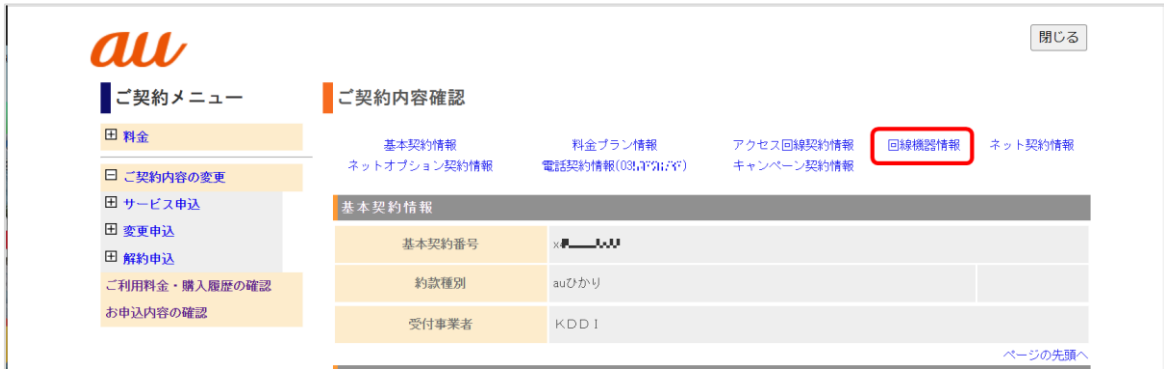 au
閉じる
ご契約メニュー
料金
ご契約内容の変更
サービス申込
変更申込
解約申込
ご利用料金・購入履歴の確認
お申込内容の確認
ご契約内容確認
基本契約情報 料金プラン情報 アクセス回線契約情報 回線機器情報 ネット契約情報
ネットオプション契約情報 電話契約情報 キャンペーン契約情報
基本契約情報
基本契約番号
約款種別 auひかり
受付事業者 ＫＤＤＩ
ページの先頭へ